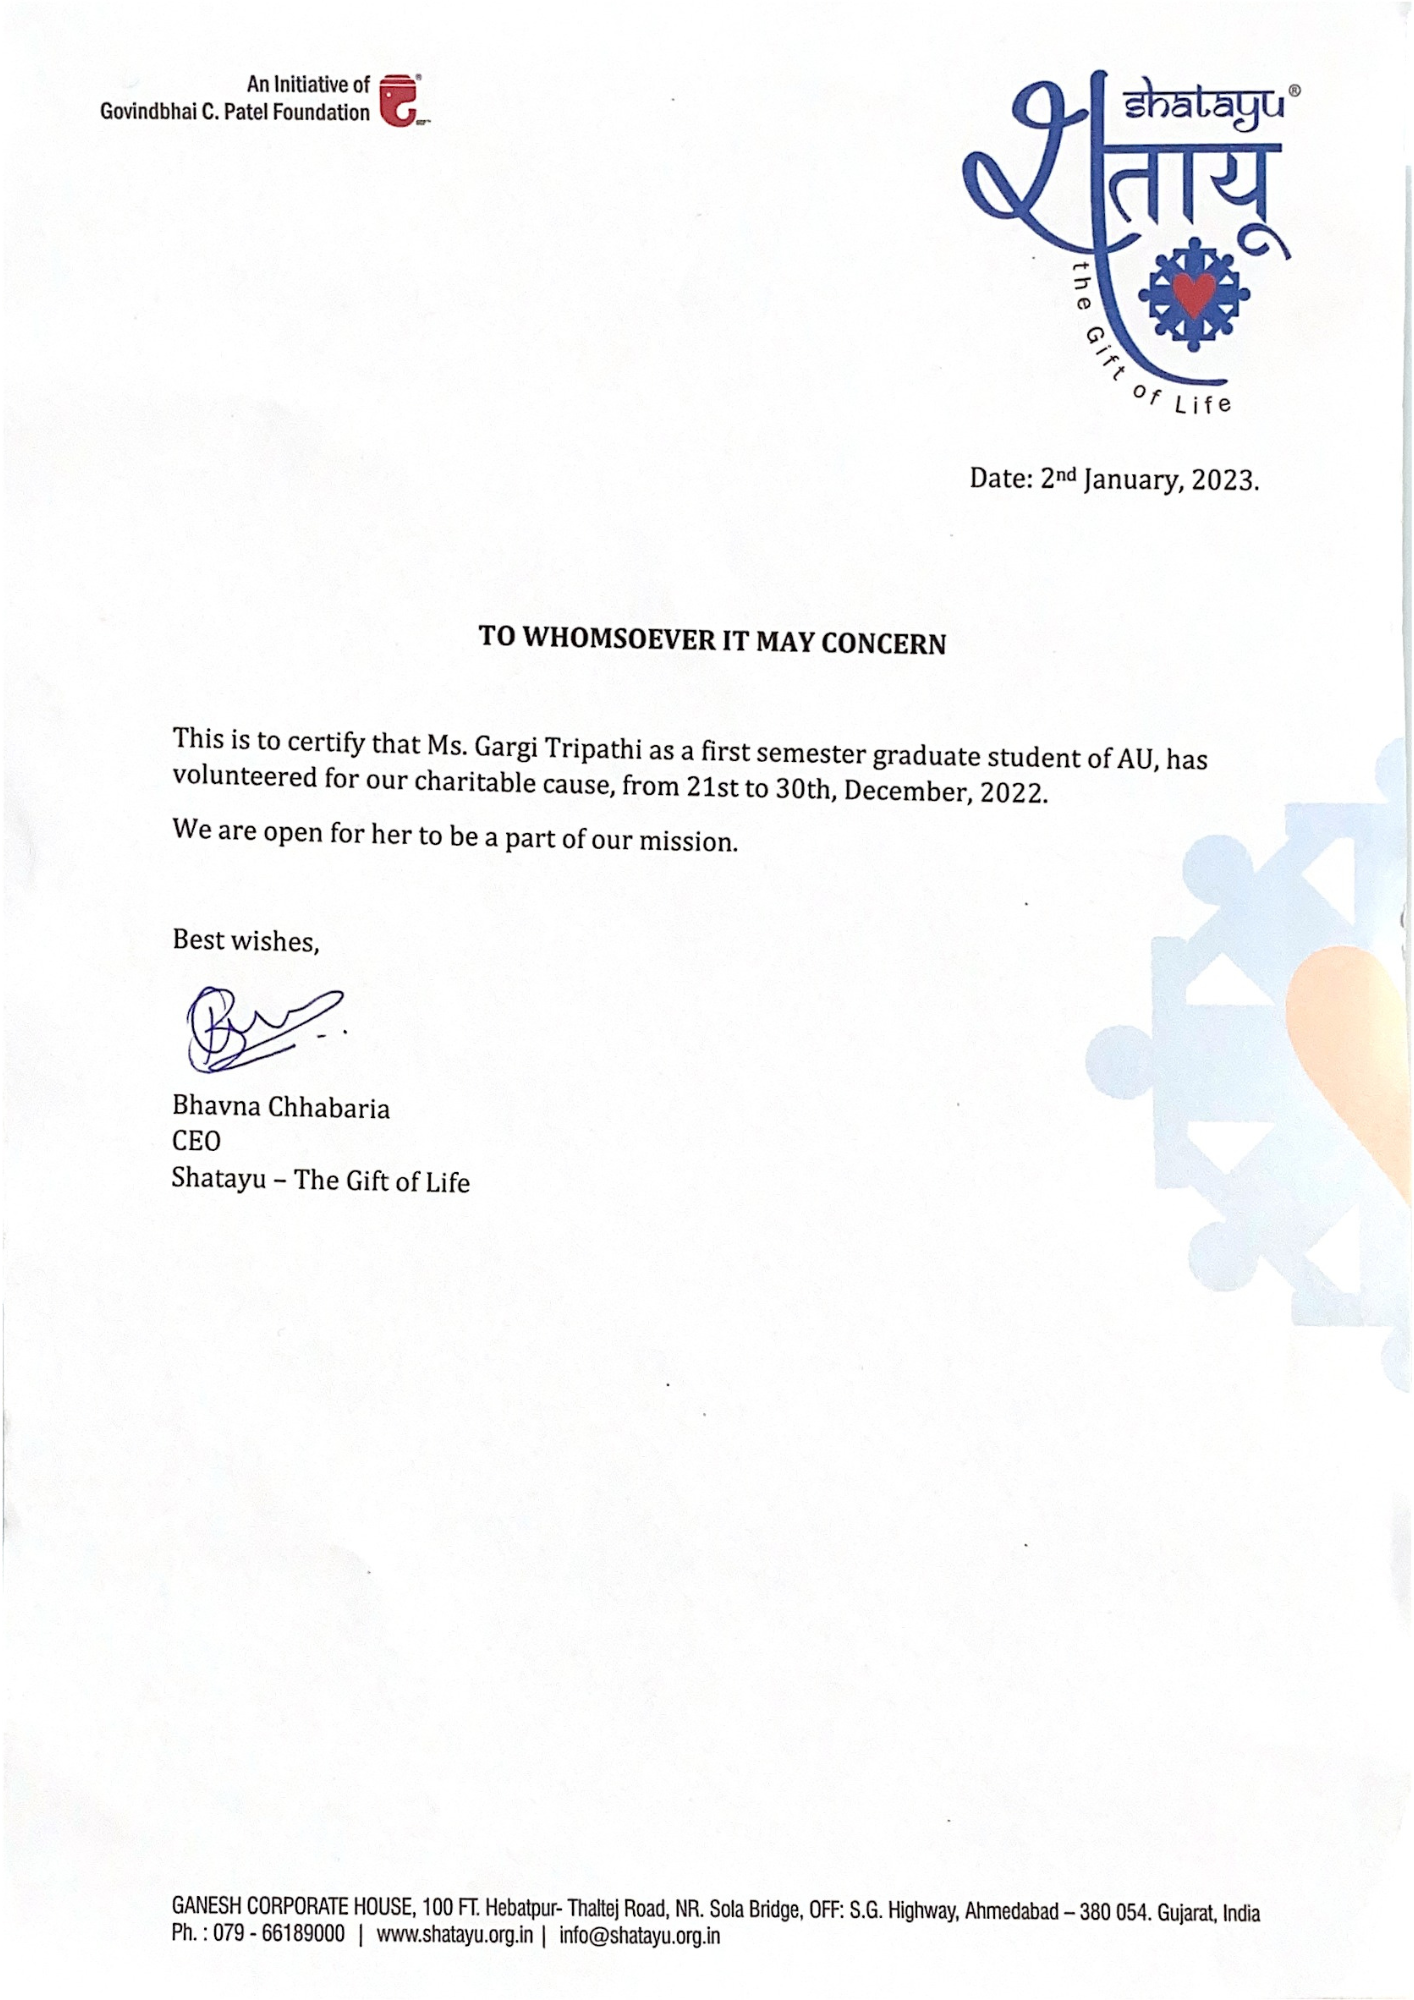 An Initiative of
Govindbhai C. Patel Foundation
shatayu®
शतायू
the Gift of Life
Date: 2nd January, 2023.
TO WHOMSOEVER IT MAY CONCERN
This is to certify that Ms. Gargi Tripathi as a first semester graduate student of AU, has
volunteered for our charitable cause, from 21st to 30th, December, 2022.
We are open for her to be a part of our mission.
Best wishes,
Bhavna Chhabaria
CEO
Shatayu – The Gift of Life
GANESH CORPORATE HOUSE, 100 FT. Hebatpur- Thaltej Road, NR. Sola Bridge, OFF: S.G. Highway, Ahmedabad – 380 054. Gujarat, India
Ph. : 079 - 66189000 | www.shatayu.org.in | info@shatayu.org.in